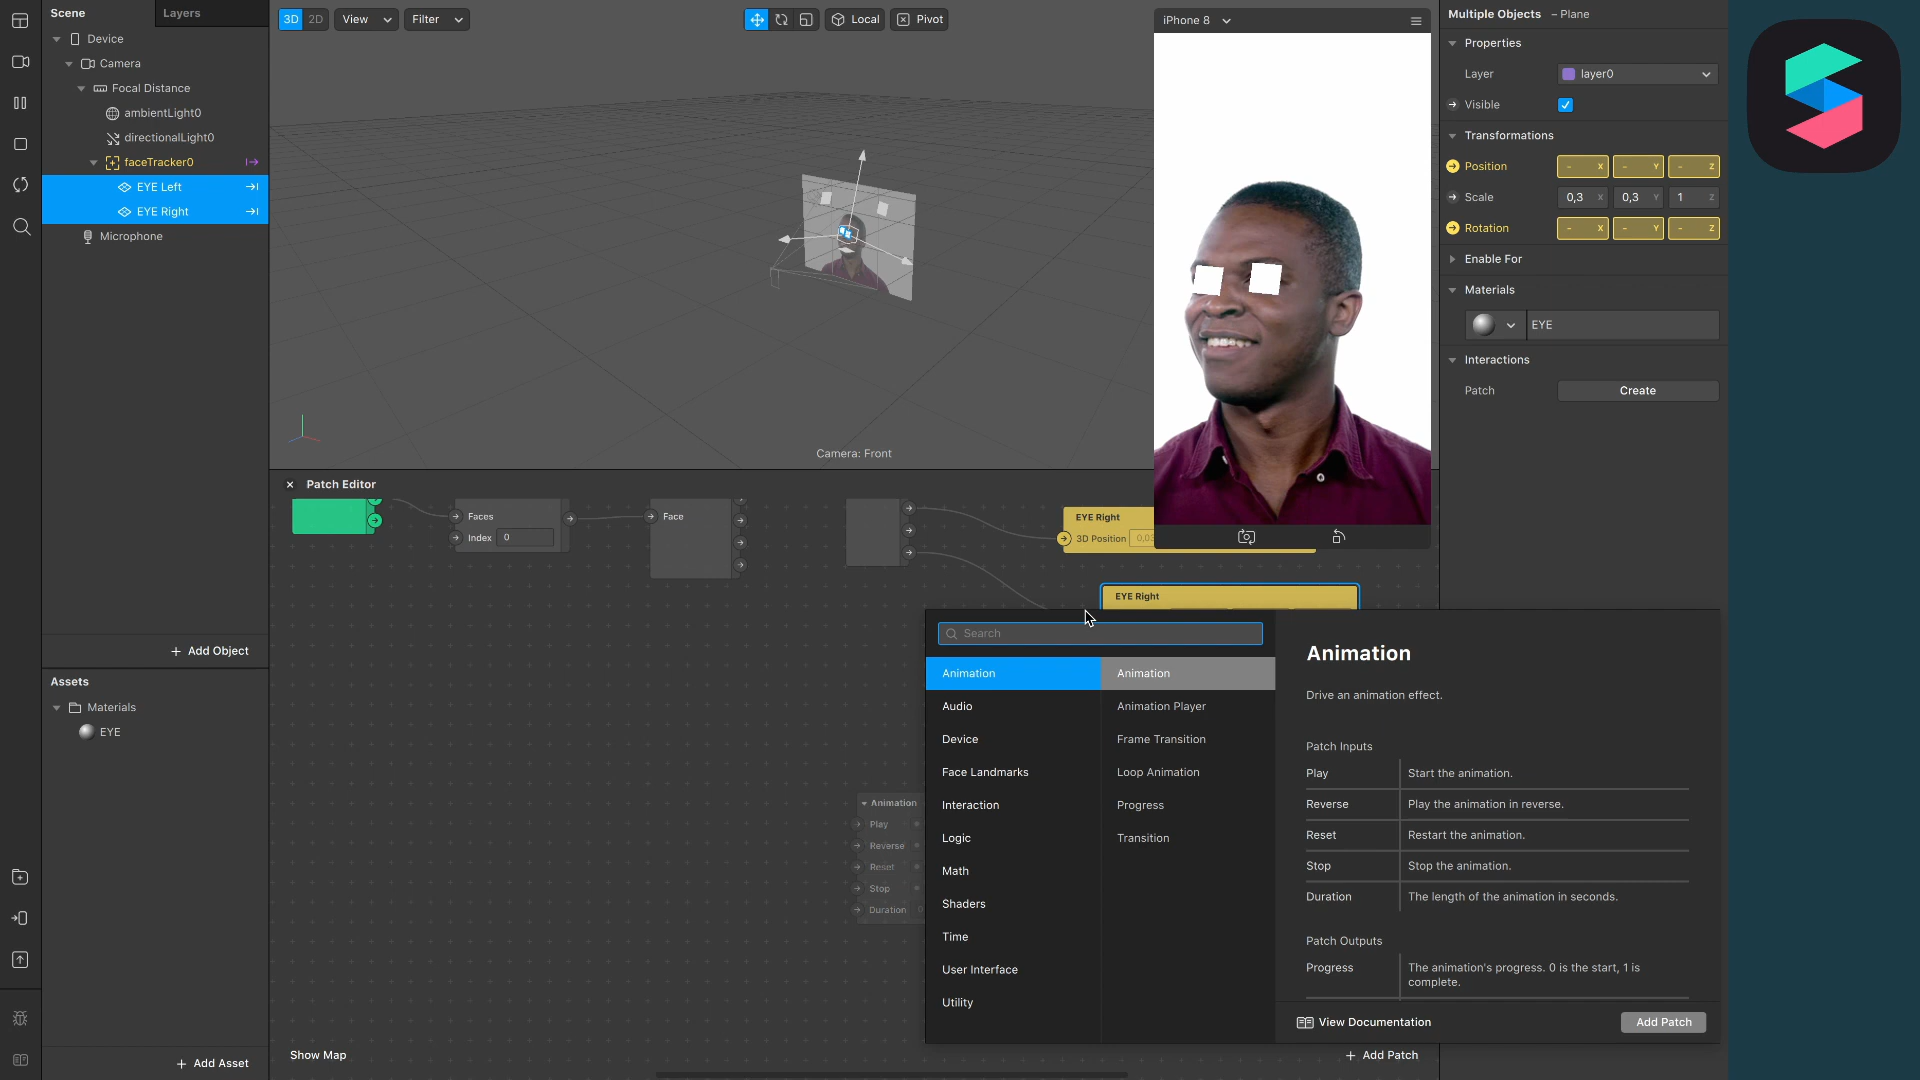 Scene
Layers
Device
Camera
Focal Distance
ambientLight0
directionalLight0
faceTracker0
EYE Left
EYE Right
Microphone
Add Object
Assets
Materials
EYE
Add Asset
3D 2D
View
Filter
Local
Pivot
Camera: Front
iPhone 8
Multiple Objects – Plane
Properties
Layer
layer0
Visible
Transformations
Position - X - Y - Z
Scale 0,3 X 0,3 Y 1 Z
Rotation - X - Y - Z
Enable For
Materials
EYE
Interactions
Patch
Create
Patch Editor
Faces
Index 0
Face
EYE Right
3D Position 0,03
EYE Right
Animation
Play
Reverse
Reset
Stop
Duration
Show Map
Add Patch
Search
Animation
Audio
Device
Face Landmarks
Interaction
Logic
Math
Shaders
Time
User Interface
Utility
Animation
Animation Player
Frame Transition
Loop Animation
Progress
Transition
Animation
Drive an animation effect.
Patch Inputs
Play Start the animation.
Reverse Play the animation in reverse.
Reset Restart the animation.
Stop Stop the animation.
Duration The length of the animation in seconds.
Patch Outputs
Progress The animation's progress. 0 is the start, 1 is
complete.
View Documentation
Add Patch